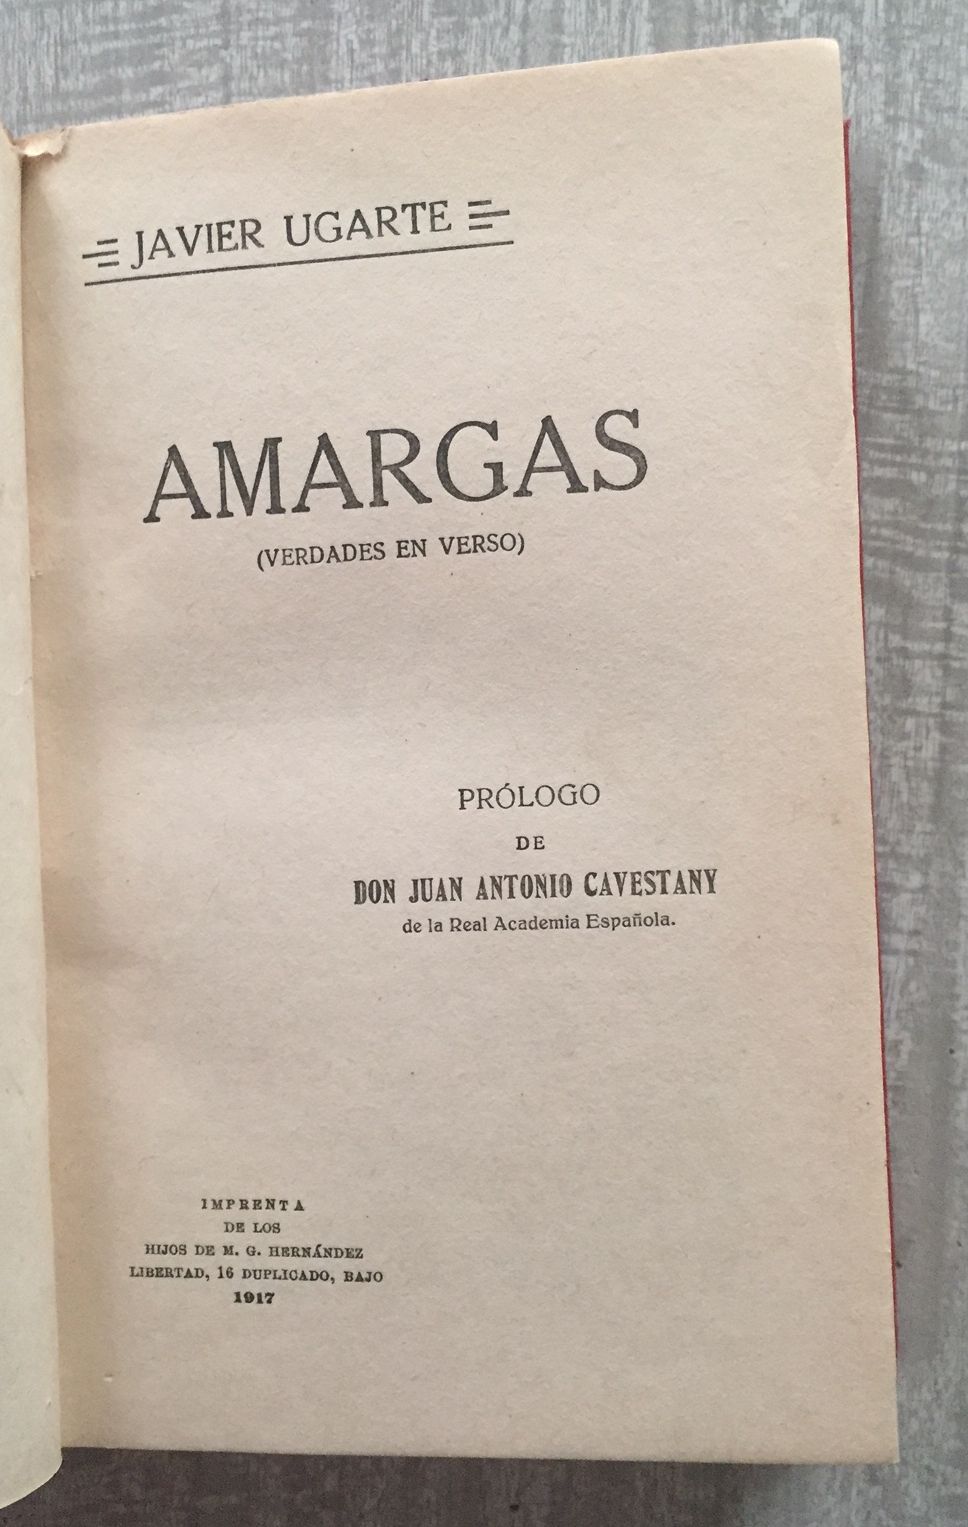 JAVIER UGARTE
AMARGAS
(VERDADES EN VERSO)
PRÓLOGO
DE
DON JUAN ANTONIO CAVESTANY
de la Real Academia Española.
IMPRENTA
DE LOS
HIJOS DE M. G. HERNÁNDEZ
LIBERTAD, 16 DUPLICADO, BAJO
1917